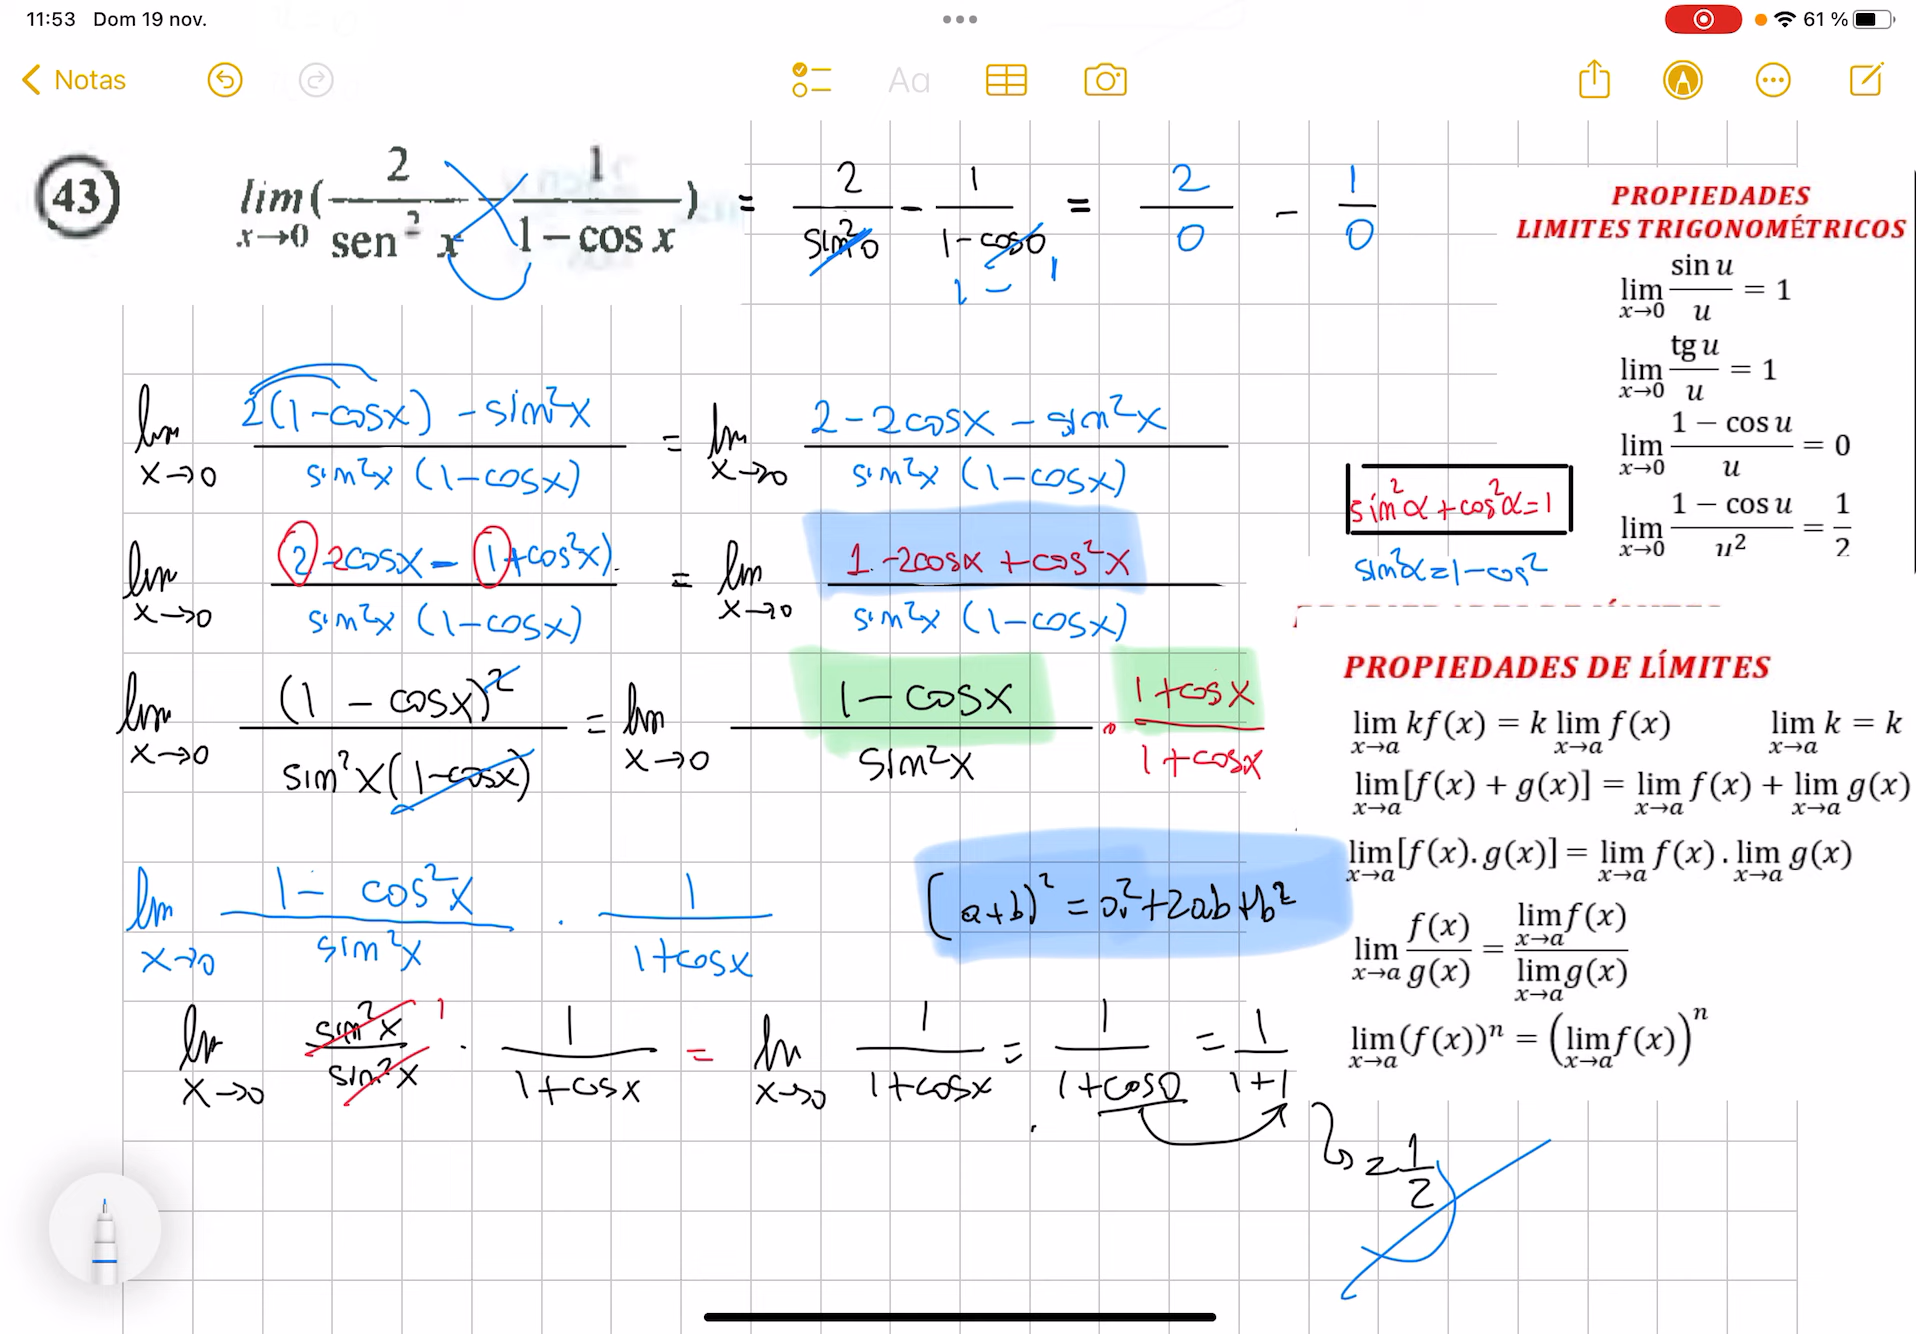 11:53 Dom 19 nov.
61 %
Notas
Aa
43 lim x→0 ( 2/sen² x − 1/(1 − cos x) ) = 2/sin²0 − 1/(1 − cos0) = 2/0 − 1/0
1 − 1
lim x→0 (2(1−cosx) − sin²x)/(sin²x (1−cosx)) = lim x→0 (2 − 2cosx − sin²x)/(sin²x (1−cosx))
lim x→0 (2 − 2cosx − 1 + cos²x)/(sin²x (1−cosx)) = lim x→0 (1 − 2cosx + cos²x)/(sin²x (1−cosx))
lim x→0 (1 − cosx)²/(sin²x (1−cosx)) = lim x→0 (1 − cosx)/sin²x · (1+cosx)/(1+cosx)
lim x→0 (1 − cos²x)/sin²x · 1/(1+cosx)
(a+b)² = a²+2ab+b²
lim x→0 sin²x/sin²x 1 · 1/(1+cosx) = lim x→0 1/(1+cosx) = 1/(1+cos0) = 1/(1+1)
= 1/2
PROPIEDADES
LIMITES TRIGONOMÉTRICOS
lim x→0 sin u/u = 1
lim x→0 tg u/u = 1
lim x→0 (1 − cos u)/u = 0
lim x→0 (1 − cos u)/u² = 1/2
sin²α + cos²α = 1
sin²α = 1 − cos²
PROPIEDADES DE LÍMITES
lim x→a kf(x) = k lim x→a f(x) lim x→a k = k
lim x→a [f(x) + g(x)] = lim x→a f(x) + lim x→a g(x)
lim x→a [f(x). g(x)] = lim x→a f(x) . lim x→a g(x)
lim x→a f(x)/g(x) = lim x→a f(x)/lim x→a g(x)
lim x→a (f(x))ⁿ = (lim x→a f(x))ⁿ